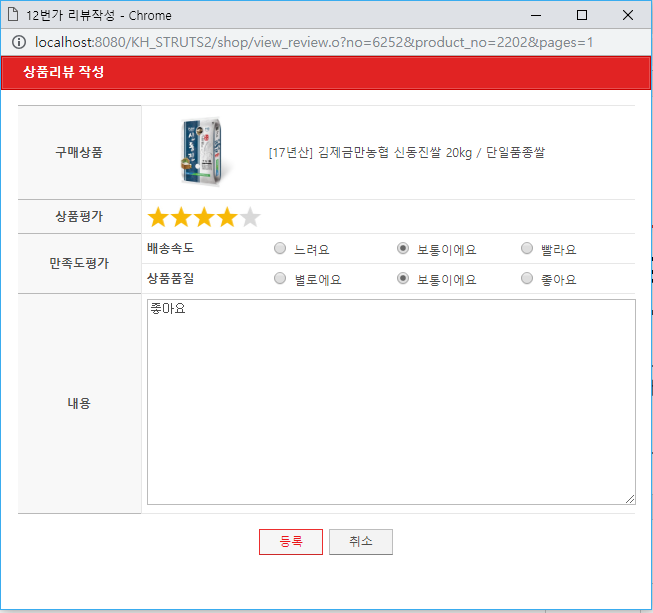 12번가 리뷰작성 - Chrome
localhost:8080/KH_STRUTS2/shop/view_review.o?no=6252&product_no=2202&pages=1
상품리뷰 작성
구매상품
[17년산] 김제금만농협 신동진쌀 20kg / 단일품종쌀
상품평가
만족도평가
배송속도 느려요 보통이에요 빨라요
상품품질 별로에요 보통이에요 좋아요
내용
좋아요
등록 취소